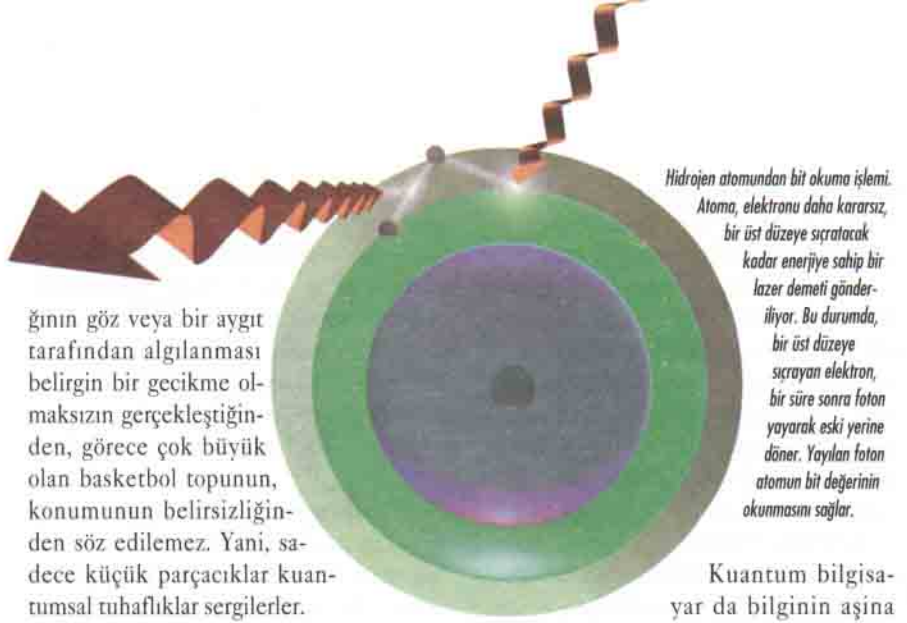 Hidrojen atomundan bit okuma işlemi.
Atoma, elektronu daha kararsız,
bir üst düzeye sıçratacak
kadar enerjiye sahip bir
lazer demeti gönder-
iliyor. Bu durumda,
bir üst düzeye
sıçrayan elektron,
bir süre sonra foton
yayarak eski yerine
döner. Yayılan foton
atomun bit değerinin
okunmasını sağlar.
ğının göz veya bir aygıt
tarafından algılanması
belirgin bir gecikme ol-
maksızın gerçekleştiğin-
den, görece çok büyük
olan basketbol topunun,
konumunun belirsizliğin-
den söz edilemez. Yani, sa-
dece küçük parçacıklar kuan-
tumsal tuhaflıklar sergilerler.
Kuantum bilgisa-
yar da bilginin aşina